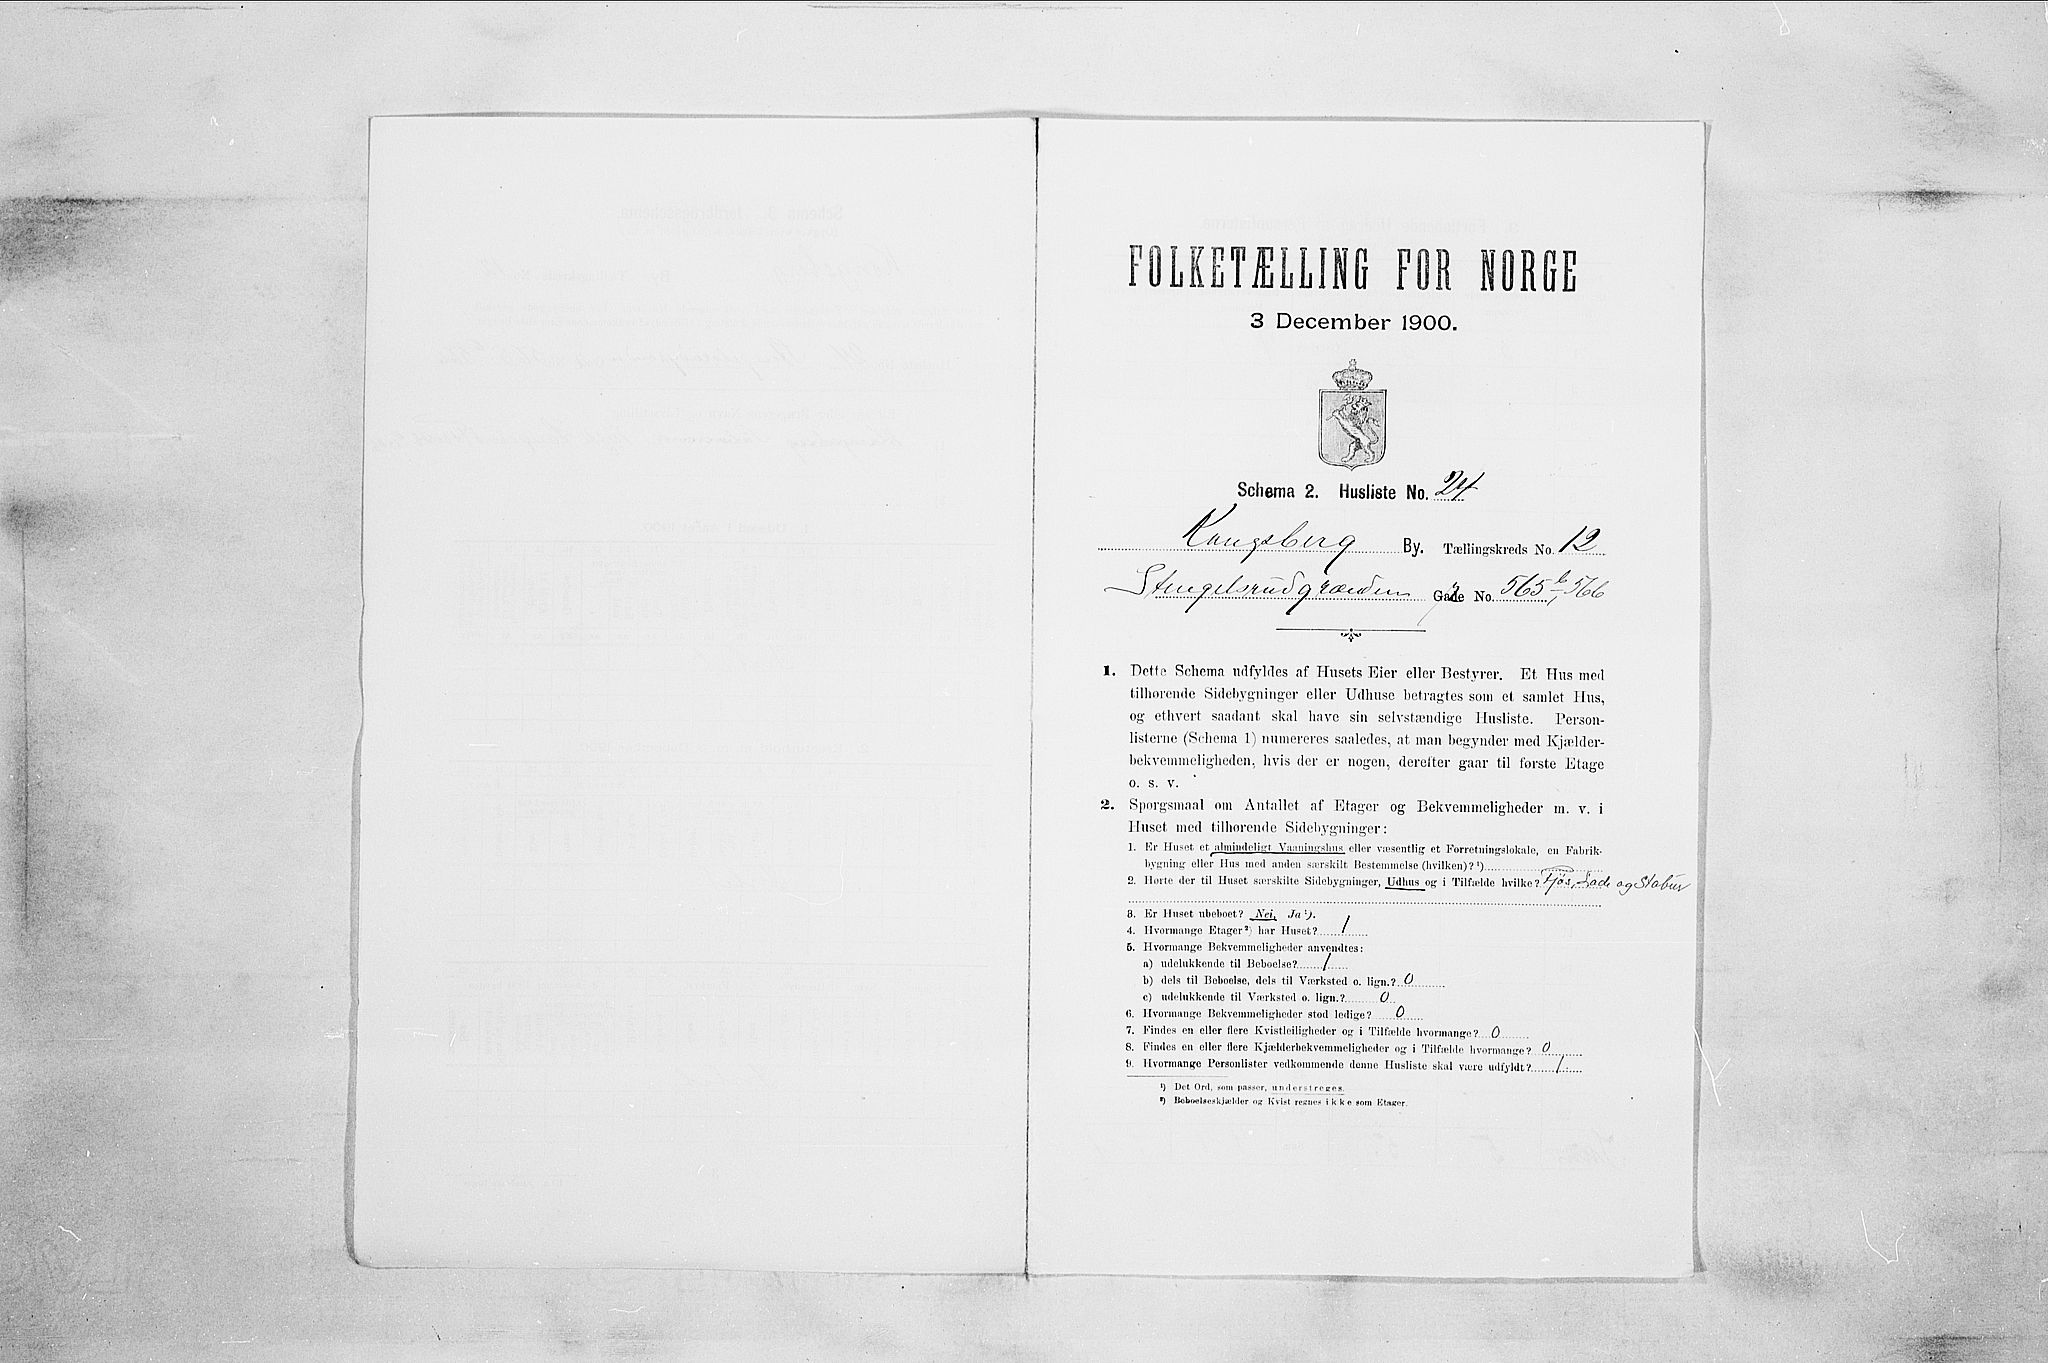 FOLKETÆLLING FOR NORGE
3 December 1900.
Schema 2. Husliste No. 24
Kongsberg By. Tællingskreds No. 12
Stengelsrudgrænden Gade No. 565 b, 566
1. Dette Schema udfyldes af Husets Eier eller Bestyrer. Et Hus med
tilhørende Sidebygninger eller Udhuse betragtes som et samlet Hus,
og ethvert saadant skal have sin selvstændige Husliste. Person-
listerne (Schema 1) numereres saaledes, at man begynder med Kjælder-
bekvemmeligheden, hvis der er nogen, derefter gaar til første Etage
o. s. v.
2. Spørgsmaal om Antallet af Etager og Bekvemmeligheder m. v. i
Huset med tilhørende Sidebygninger:
1. Er Huset et almindeligt Vaaningshus eller væsentlig et Forretningslokale, en Fabrik-
bygning eller Hus med anden særskilt Bestemmelse (hvilken)? ¹)
2. Hørte der til Huset særskilte Sidebygninger, Udhus og i Tilfælde hvilke? Fjøs, Lade og Stabur
3. Er Huset ubeboet? Nei, Ja ¹).
4. Hvormange Etager ²) har Huset? 1
5. Hvormange Bekvemmeligheder anvendtes:
a) udelukkende til Beboelse? 1
b) dels til Beboelse, dels til Værksted o. lign.? 0
c) udelukkende til Værksted o. lign.? 0
6. Hvormange Bekvemmeligheder stod ledige? 0
7. Findes en eller flere Kvistleiligheder og i Tilfælde hvormange? 0
8. Findes en eller flere Kjælderbekvemmeligheder og i Tilfælde hvormange? 0
9. Hvormange Personlister vedkommende denne Husliste skal være udfyldt? 1
¹) Det Ord, som passer, understreges.
²) Beboelseskjælder og Kvist regnes ikke som Etager.